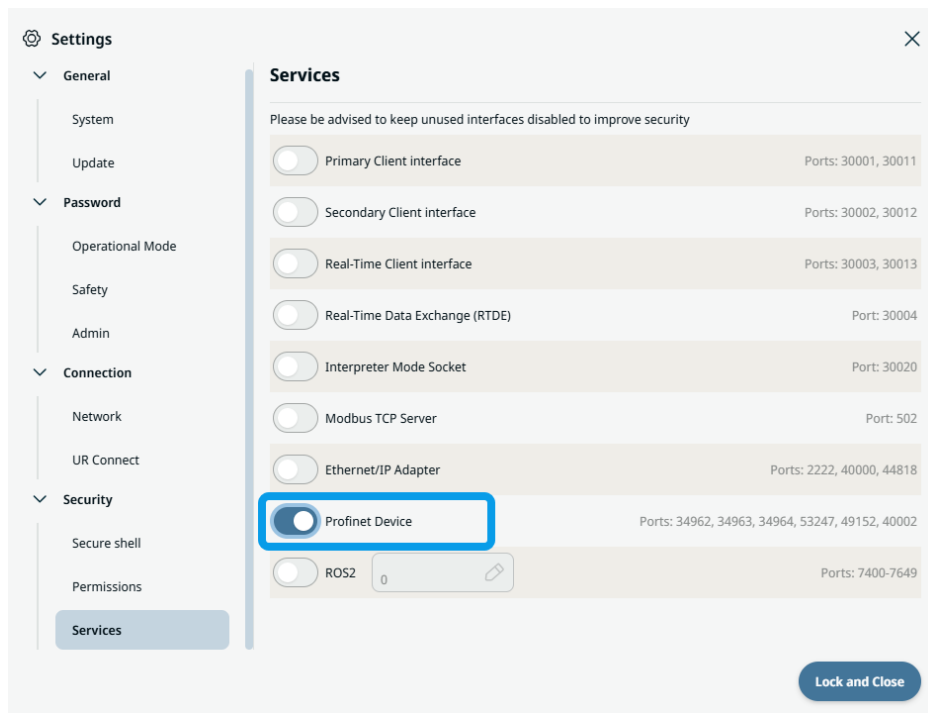 Settings
General
System
Update
Password
Operational Mode
Safety
Admin
Connection
Network
UR Connect
Security
Secure shell
Permissions
Services
Services
Please be advised to keep unused interfaces disabled to improve security
Primary Client interface Ports: 30001, 30011
Secondary Client interface Ports: 30002, 30012
Real-Time Client interface Ports: 30003, 30013
Real-Time Data Exchange (RTDE) Port: 30004
Interpreter Mode Socket Port: 30020
Modbus TCP Server Port: 502
Ethernet/IP Adapter Ports: 2222, 40000, 44818
Profinet Device Ports: 34962, 34963, 34964, 53247, 49152, 40002
ROS2 0 Ports: 7400-7649
Lock and Close